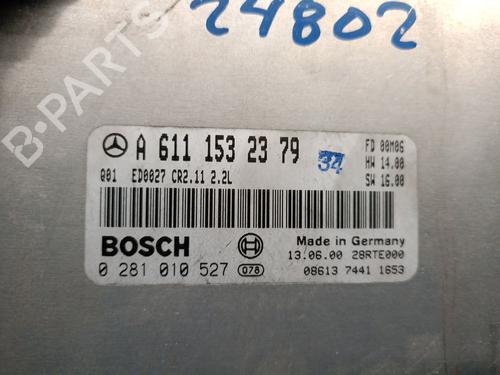 24802
B-PARTS
A 611 153 23 79
34
FD 00M06
HW 14.00
SW 16.00
Q01 ED0027 CR2.11 2.2L
BOSCH
Made in Germany
0 281 010 527 078
13.06.00 28RTE000
08613 7441 1653